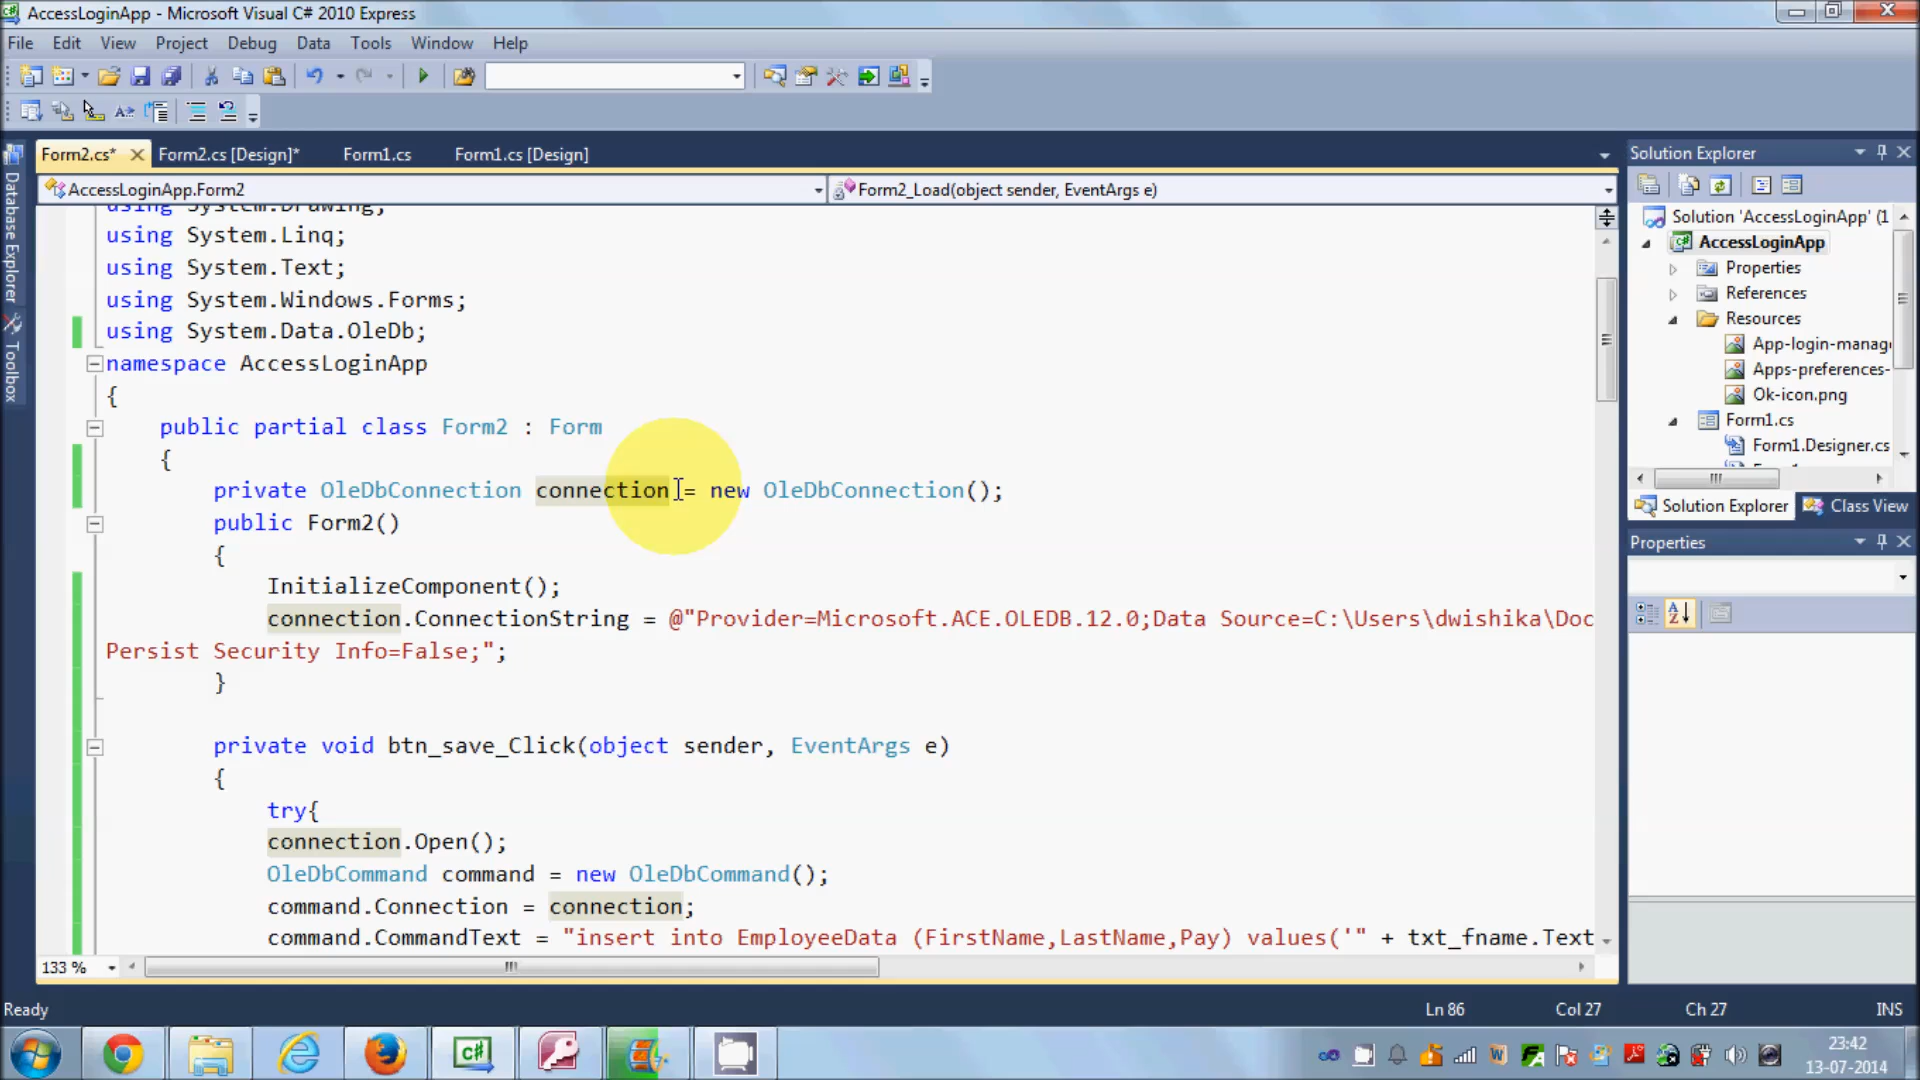 AccessLoginApp - Microsoft Visual C# 2010 Express
File Edit View Project Debug Data Tools Window Help
Form2.cs* Form2.cs [Design]* Form1.cs Form1.cs [Design]
AccessLoginApp.Form2 Form2_Load(object sender, EventArgs e)
using System.Drawing;
using System.Linq;
using System.Text;
using System.Windows.Forms;
using System.Data.OleDb;
namespace AccessLoginApp
{
public partial class Form2 : Form
{
private OleDbConnection connection = new OleDbConnection();
public Form2()
{
InitializeComponent();
connection.ConnectionString = @"Provider=Microsoft.ACE.OLEDB.12.0;Data Source=C:\Users\dwishika\Doc
Persist Security Info=False;";
}
private void btn_save_Click(object sender, EventArgs e)
{
try{
connection.Open();
OleDbCommand command = new OleDbCommand();
command.Connection = connection;
command.CommandText = "insert into EmployeeData (FirstName,LastName,Pay) values('" + txt_fname.Text
133 %
Database Explorer
Toolbox
Solution Explorer
Solution 'AccessLoginApp' (1
AccessLoginApp
Properties
References
Resources
App-login-manag
Apps-preferences-
Ok-icon.png
Form1.cs
Form1.Designer.cs
Solution Explorer Class View
Properties
Ready Ln 86 Col 27 Ch 27 INS
23:42
13-07-2014